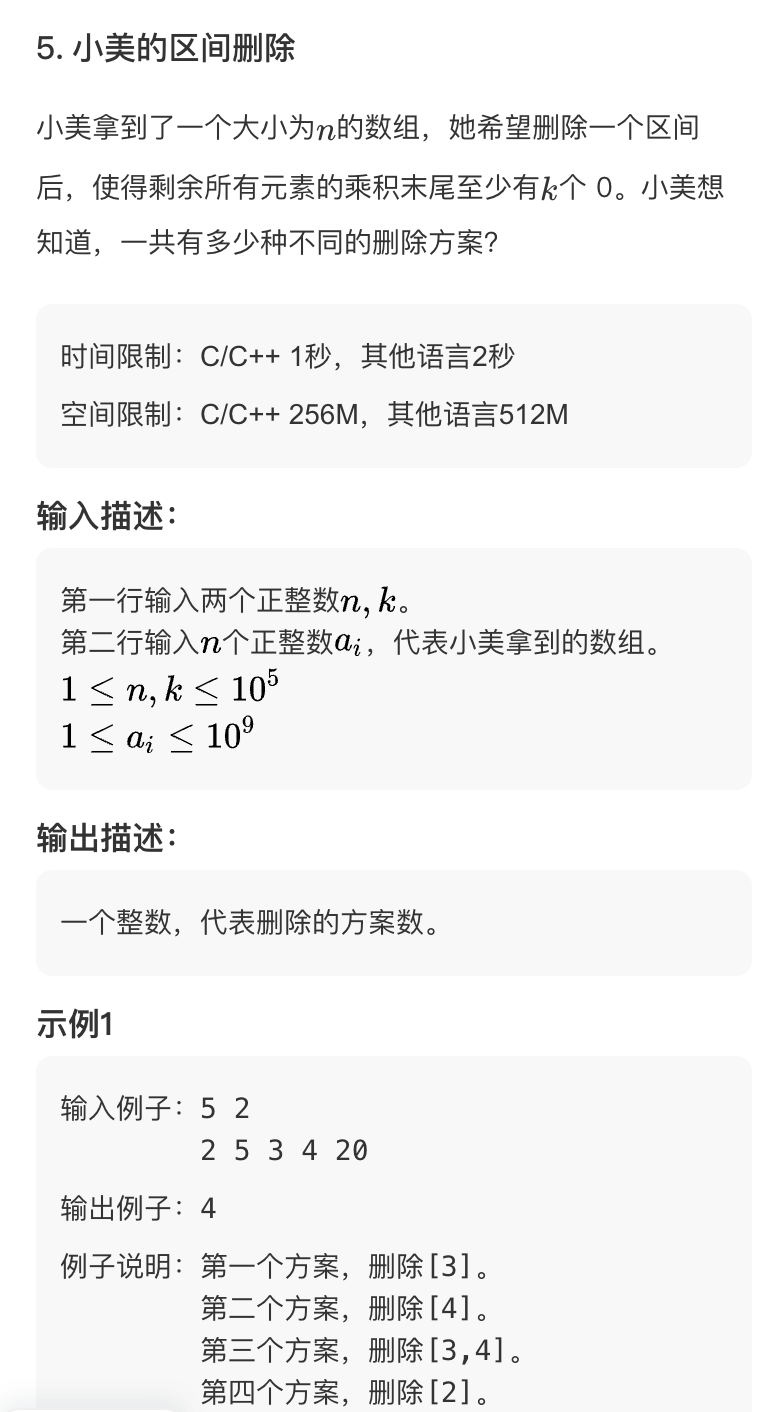 5. 小美的区间删除
小美拿到了一个大小为n的数组，她希望删除一个区间
后，使得剩余所有元素的乘积末尾至少有k个 0。小美想
知道，一共有多少种不同的删除方案？
时间限制：C/C++ 1秒，其他语言2秒
空间限制：C/C++ 256M，其他语言512M
输入描述：
第一行输入两个正整数n, k。
第二行输入n个正整数aᵢ，代表小美拿到的数组。
1 ≤ n, k ≤ 10⁵
1 ≤ aᵢ ≤ 10⁹
输出描述：
一个整数，代表删除的方案数。
示例1
输入例子：5 2
2 5 3 4 20
输出例子：4
例子说明：第一个方案，删除[3]。
第二个方案，删除[4]。
第三个方案，删除[3,4]。
第四个方案，删除[2]。